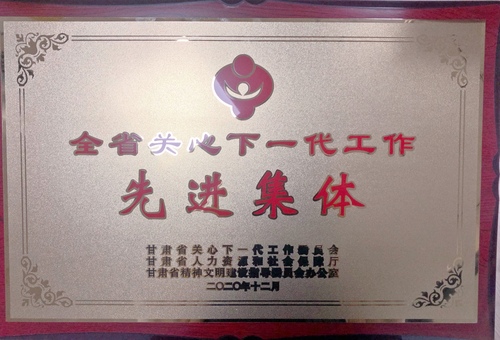 全省关心下一代工作
先进集体
甘肃省关心下一代工作委员会
甘肃省人力资源和社会保障厅
甘肃省精神文明建设指导委员会办公室
二〇二〇年十二月